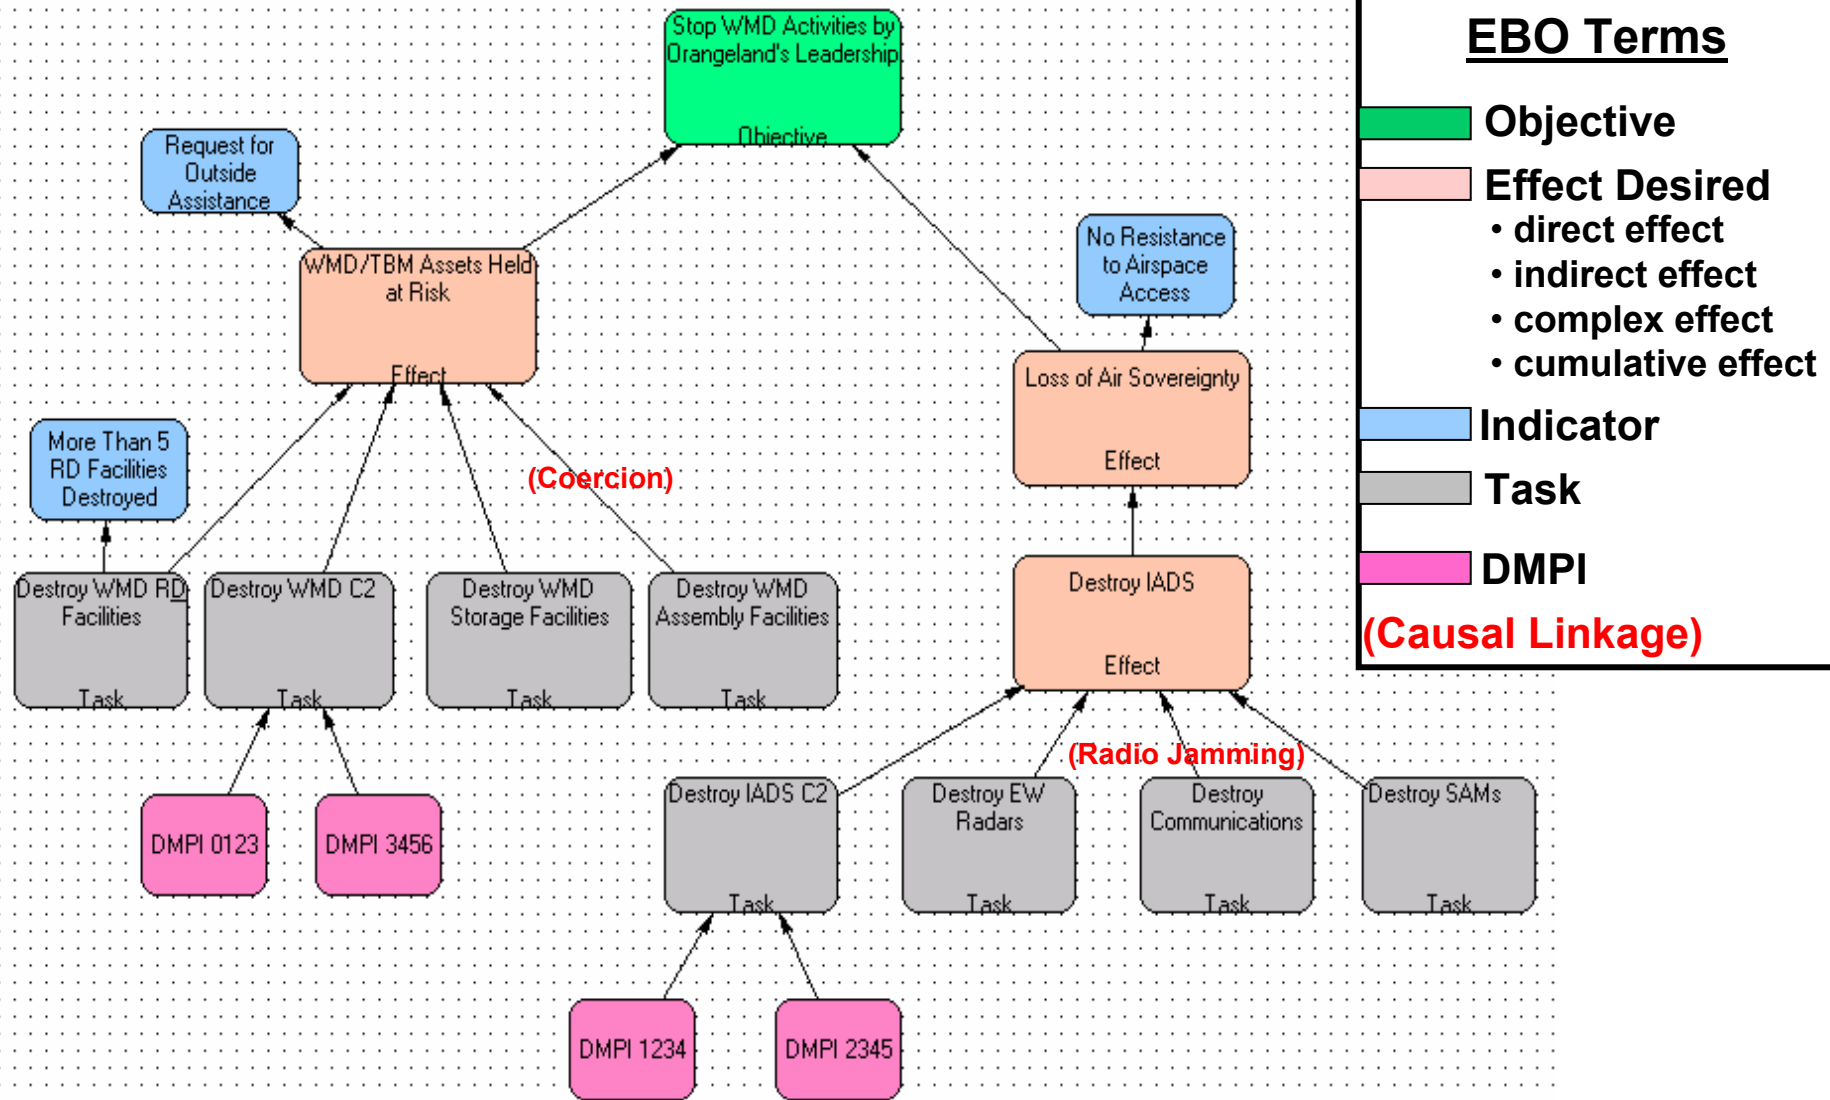 Stop WMD Activities by
Orangeland's Leadership
Objective
Request for
Outside
Assistance
WMD/TBM Assets Held
at Risk
Effect
No Resistance
to Airspace
Access
Loss of Air Sovereignty
Effect
More Than 5
RD Facilities
Destroyed
(Coercion)
Destroy WMD RD
Facilities
Task
Destroy WMD C2
Task
Destroy WMD
Storage Facilities
Task
Destroy WMD
Assembly Facilities
Task
Destroy IADS
Effect
(Radio Jamming)
DMPI 0123
DMPI 3456
Destroy IADS C2
Task
Destroy EW
Radars
Task
Destroy
Communications
Task
Destroy SAMs
Task
DMPI 1234
DMPI 2345
EBO Terms
Objective
Effect Desired
• direct effect
• indirect effect
• complex effect
• cumulative effect
Indicator
Task
DMPI
(Causal Linkage)